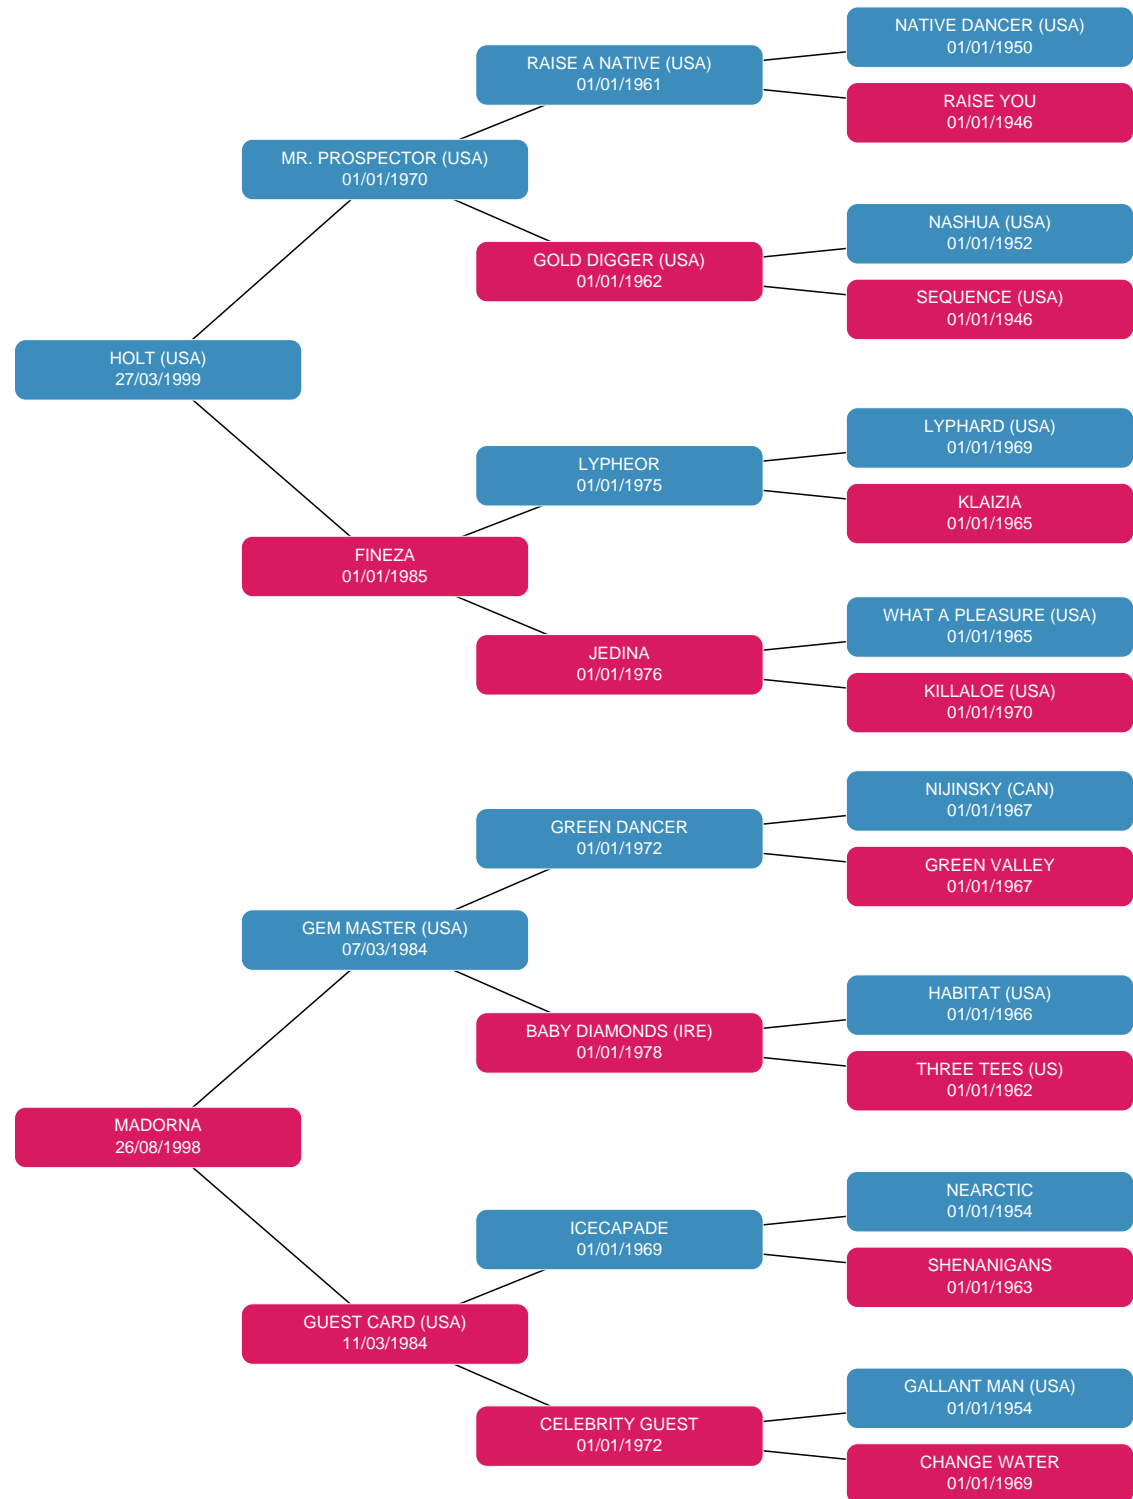 NATIVE DANCER (USA)
01/01/1950
RAISE A NATIVE (USA)
01/01/1961
RAISE YOU
01/01/1946
MR. PROSPECTOR (USA)
01/01/1970
NASHUA (USA)
01/01/1952
GOLD DIGGER (USA)
01/01/1962
SEQUENCE (USA)
01/01/1946
HOLT (USA)
27/03/1999
LYPHARD (USA)
01/01/1969
LYPHEOR
01/01/1975
KLAIZIA
01/01/1965
FINEZA
01/01/1985
WHAT A PLEASURE (USA)
01/01/1965
JEDINA
01/01/1976
KILLALOE (USA)
01/01/1970
NIJINSKY (CAN)
01/01/1967
GREEN DANCER
01/01/1972
GREEN VALLEY
01/01/1967
GEM MASTER (USA)
07/03/1984
HABITAT (USA)
01/01/1966
BABY DIAMONDS (IRE)
01/01/1978
THREE TEES (US)
01/01/1962
MADORNA
26/08/1998
NEARCTIC
01/01/1954
ICECAPADE
01/01/1969
SHENANIGANS
01/01/1963
GUEST CARD (USA)
11/03/1984
GALLANT MAN (USA)
01/01/1954
CELEBRITY GUEST
01/01/1972
CHANGE WATER
01/01/1969